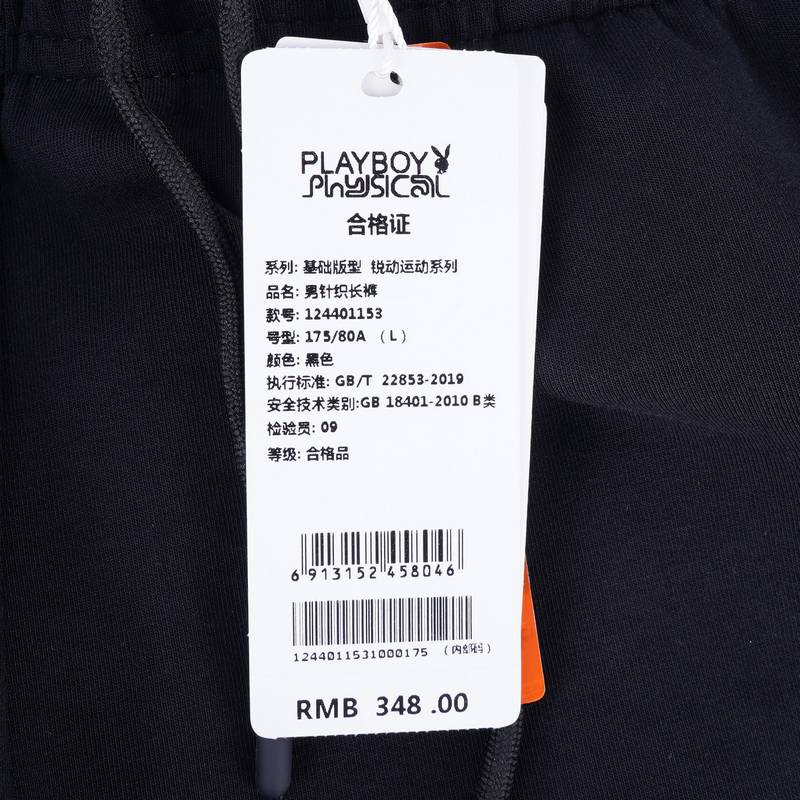 PLAYBOY
PhySICAL
合格证
系列: 基础版型 锐动运动系列
品名: 男针织长裤
款号: 124401153
号型: 175/80A （L）
颜色: 黑色
执行标准: GB/T 22853-2019
安全技术类别:GB 18401-2010 B类
检验员: 09
等级: 合格品
6 913152 458046
1244011531000175 （内部码）
RMB 348 .00